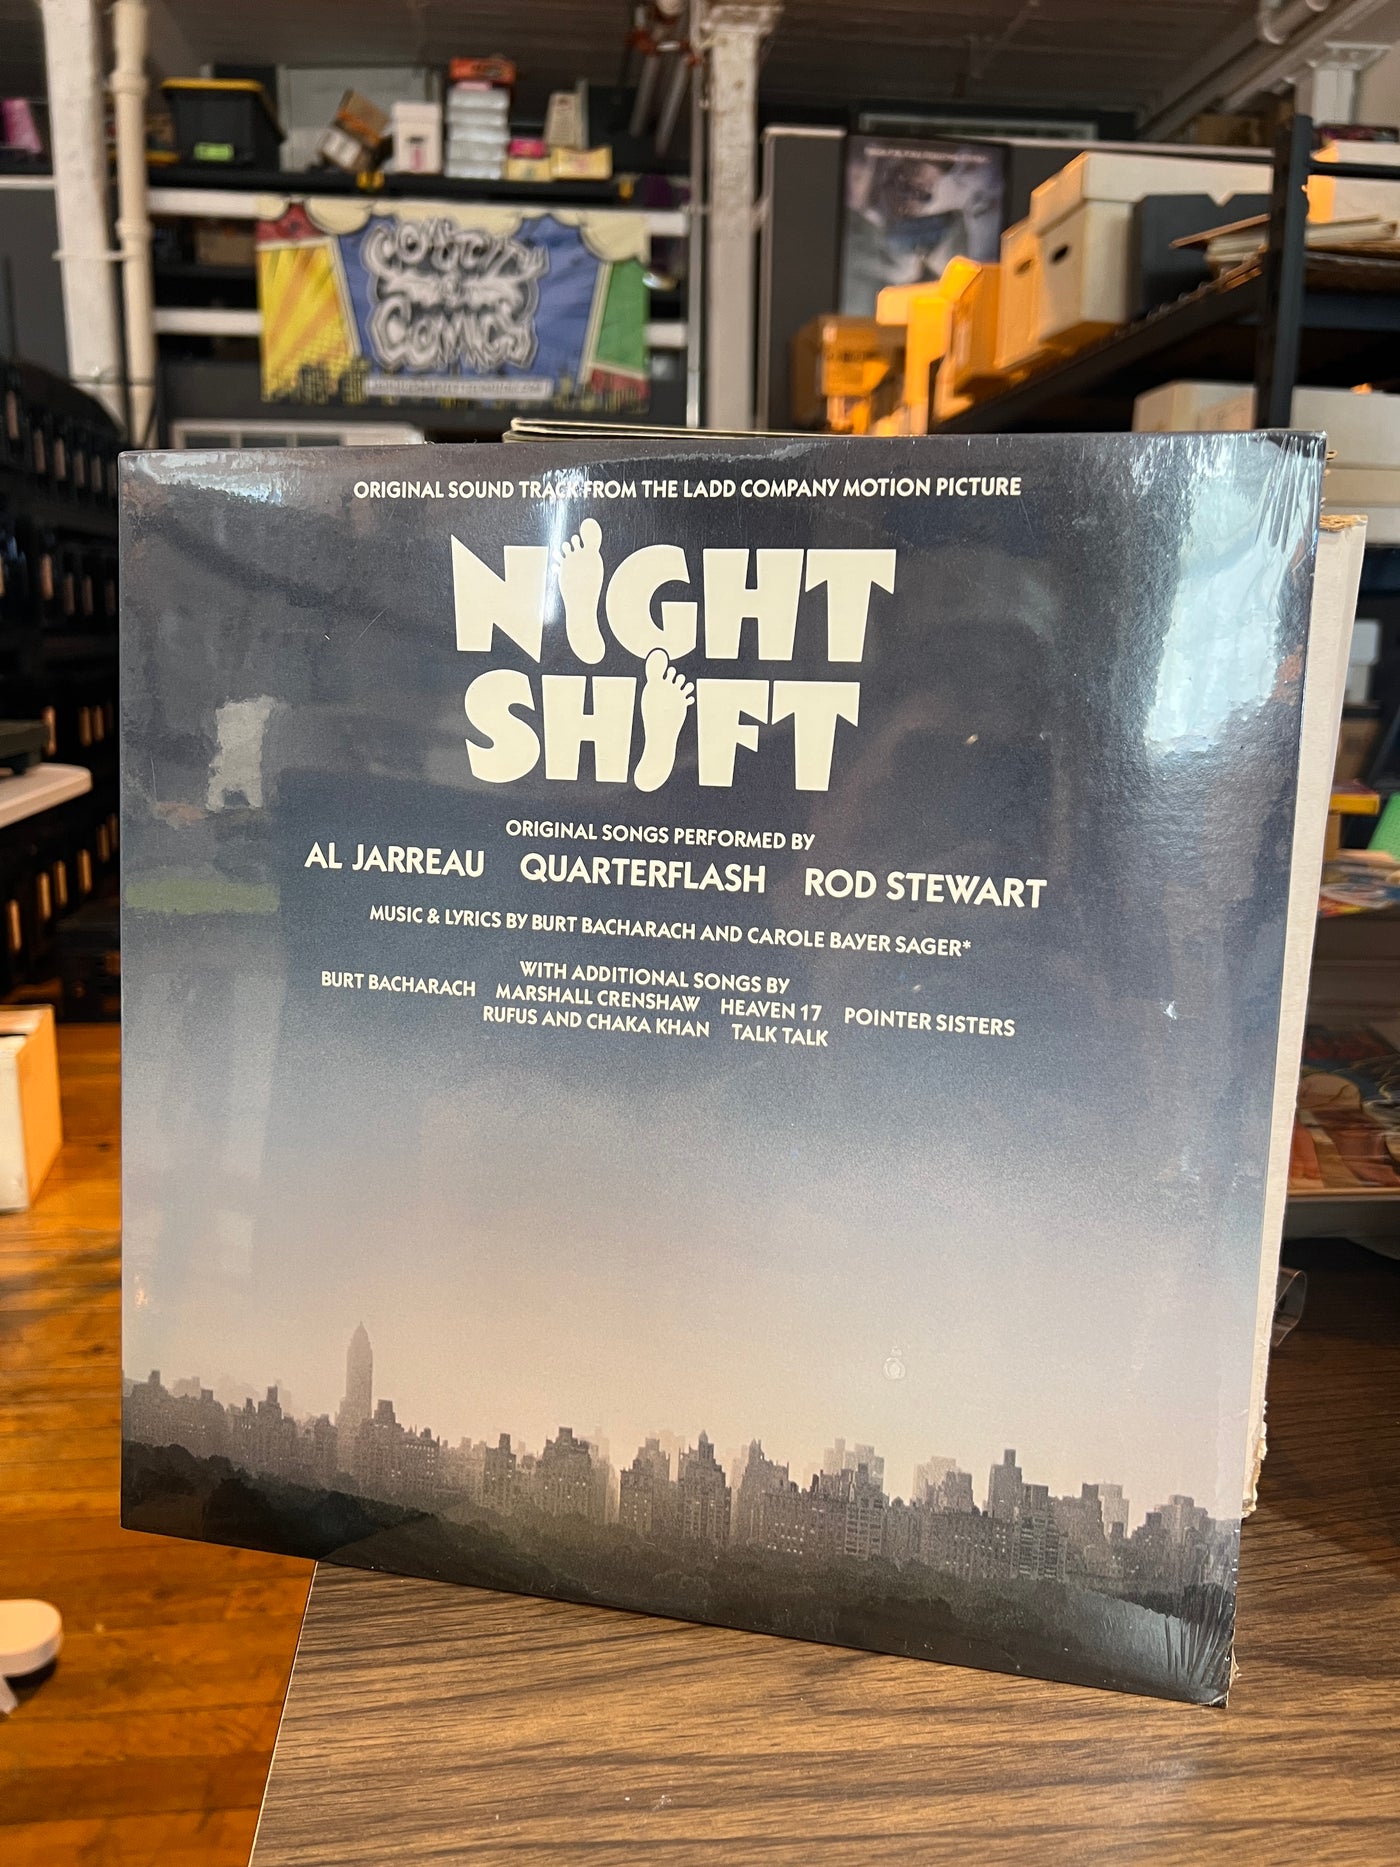 COMICS
ORIGINAL SOUND TRACK FROM THE LADD COMPANY MOTION PICTURE
NIGHT
SHIFT
ORIGINAL SONGS PERFORMED BY
AL JARREAU QUARTERFLASH ROD STEWART
MUSIC & LYRICS BY BURT BACHARACH AND CAROLE BAYER SAGER*
WITH ADDITIONAL SONGS BY
BURT BACHARACH MARSHALL CRENSHAW HEAVEN 17 POINTER SISTERS
RUFUS AND CHAKA KHAN TALK TALK